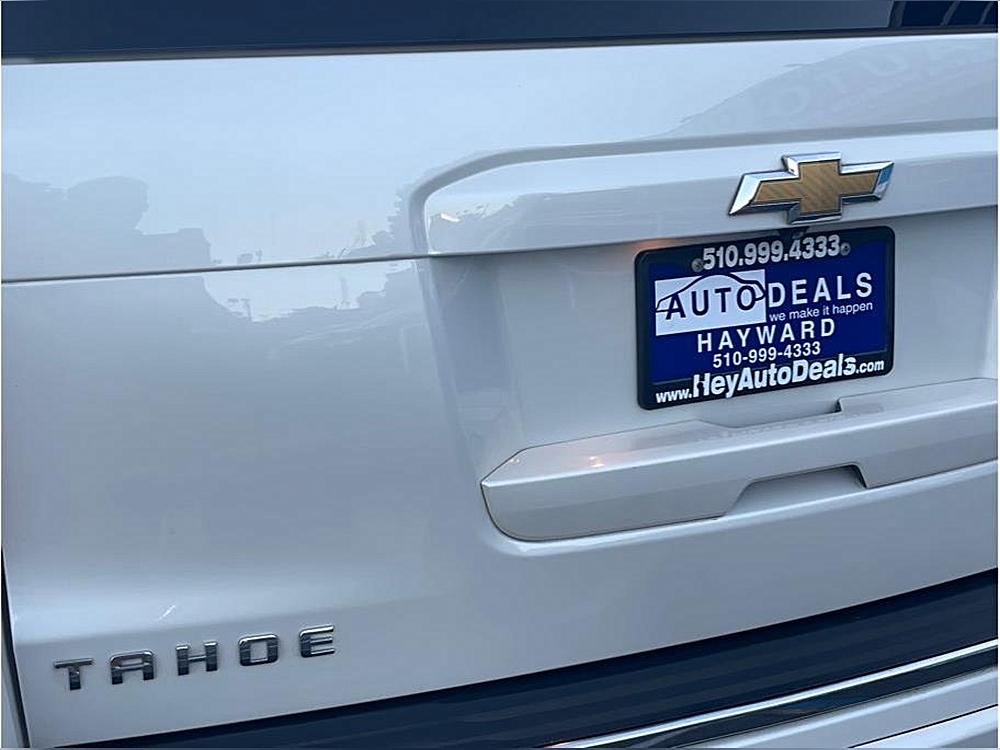 510.999.4333
AUTO DEALS
we make it happen
HAYWARD
510-999-4333
www.HeyAutoDeals.com
TAHOE